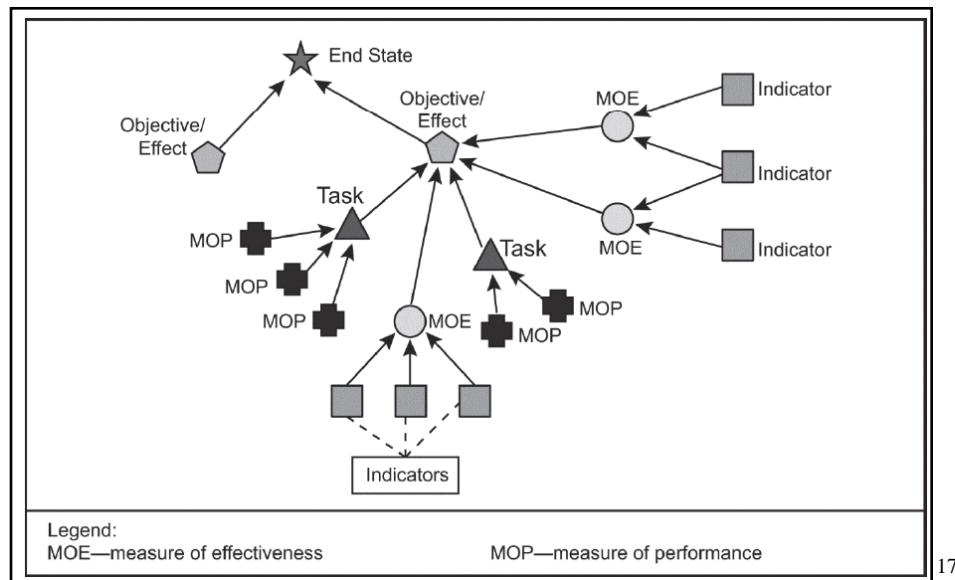 End State
Objective/
Effect
MOE
Indicator
Objective/
Effect
Indicator
Task
MOP
MOE
Task
Indicator
MOP
MOP
MOP
MOE
MOP
Indicators
Legend:
MOE—measure of effectiveness
MOP—measure of performance
17